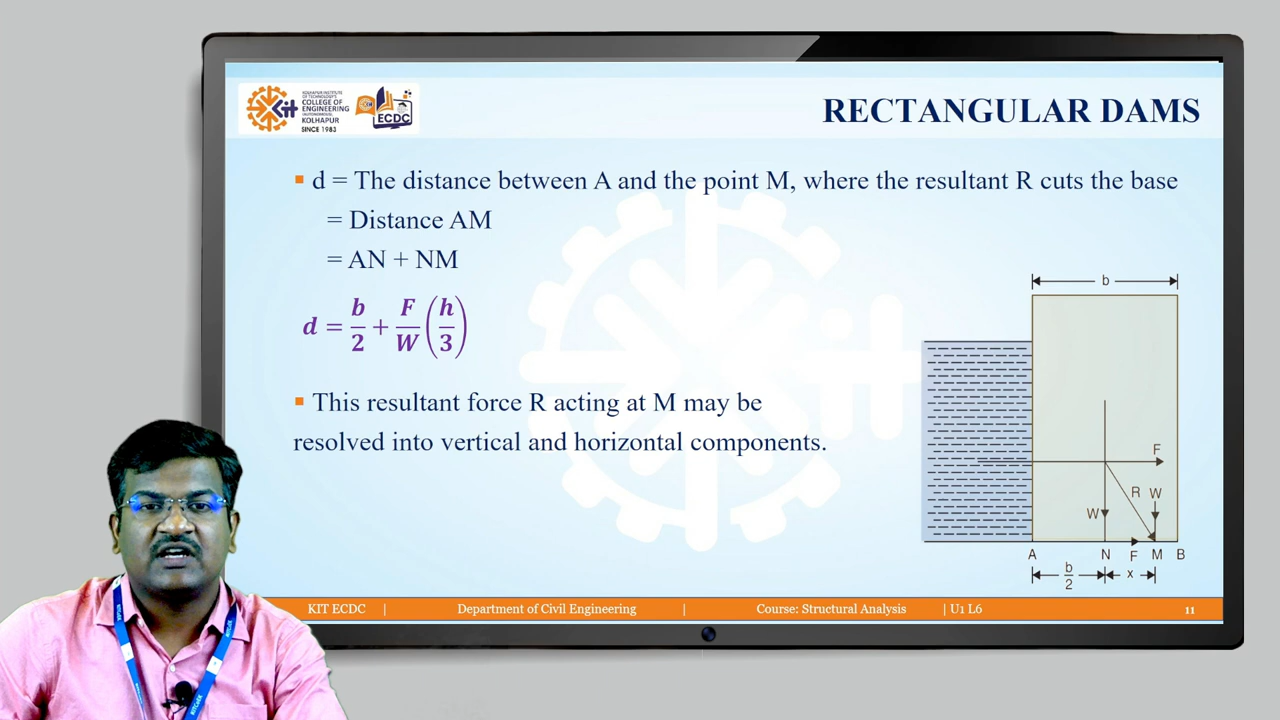 KOLHAPUR INSTITUTE
OF TECHNOLOGY'S
COLLEGE OF
ENGINEERING
(AUTONOMOUS),
KOLHAPUR
SINCE 1983
KIT
ECDC
RECTANGULAR DAMS
▪ d = The distance between A and the point M, where the resultant R cuts the base
= Distance AM
= AN + NM
d = b/2 + F/W (h/3)
▪ This resultant force R acting at M may be
resolved into vertical and horizontal components.
b
F
R W
W
A N F M B
b/2 x
KIT ECDC | Department of Civil Engineering | Course: Structural Analysis | U1 L6 11